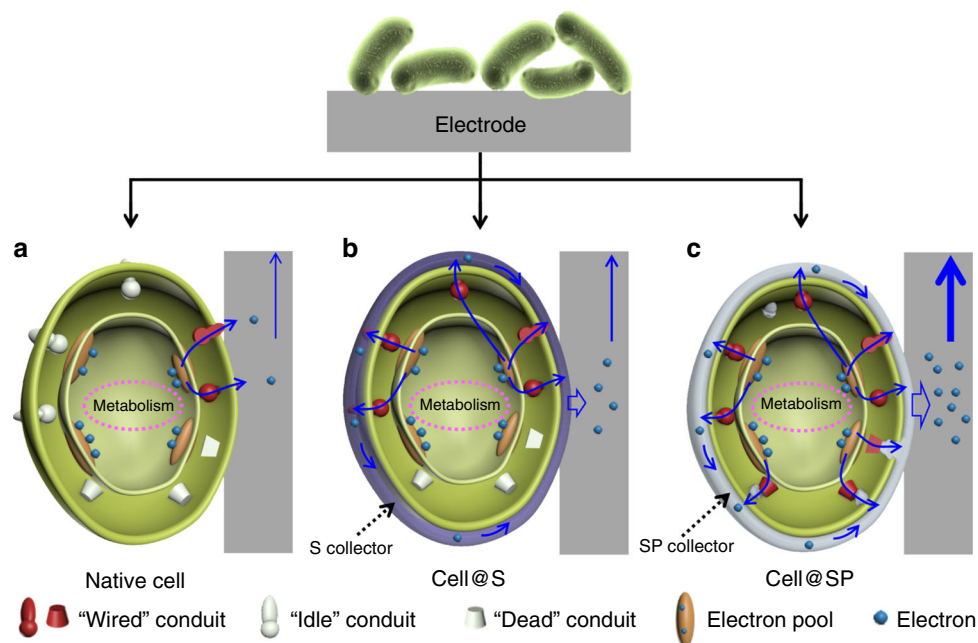 Electrode
a
b
c
Metabolism
Metabolism
Metabolism
S collector
SP collector
Native cell
Cell@S
Cell@SP
“Wired” conduit
“Idle” conduit
“Dead” conduit
Electron pool
Electron